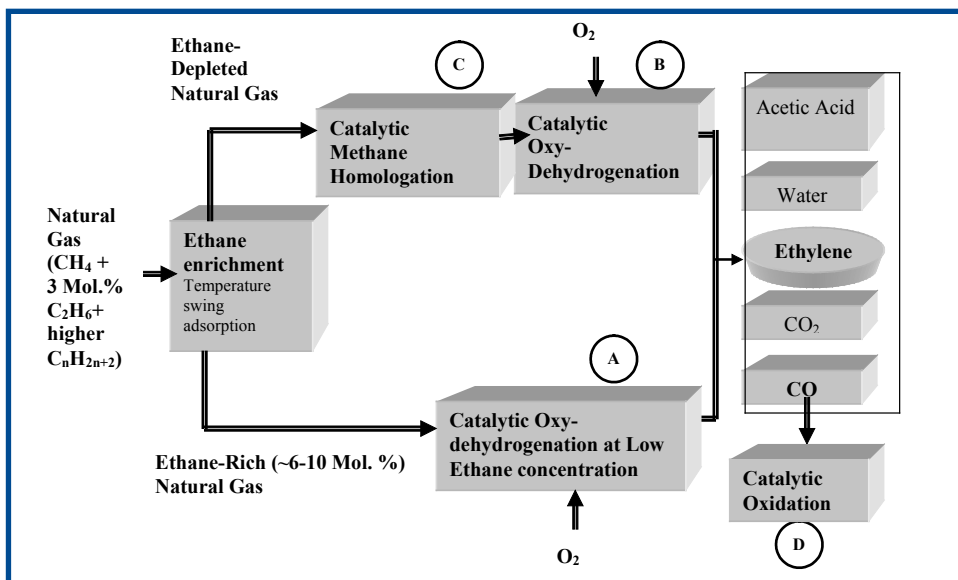 Ethane-
Depleted
Natural Gas
C
O₂
B
Catalytic
Methane
Homologation
Catalytic
Oxy-
Dehydrogenation
Natural
Gas
(CH₄ +
3 Mol.%
C₂H₆+
higher
CₙH₂ₙ₊₂)
Ethane
enrichment
Temperature
swing
adsorption
A
Catalytic Oxy-
dehydrogenation at Low
Ethane concentration
Ethane-Rich (~6-10 Mol. %)
Natural Gas
O₂
Acetic Acid
Water
Ethylene
CO₂
CO
Catalytic
Oxidation
D